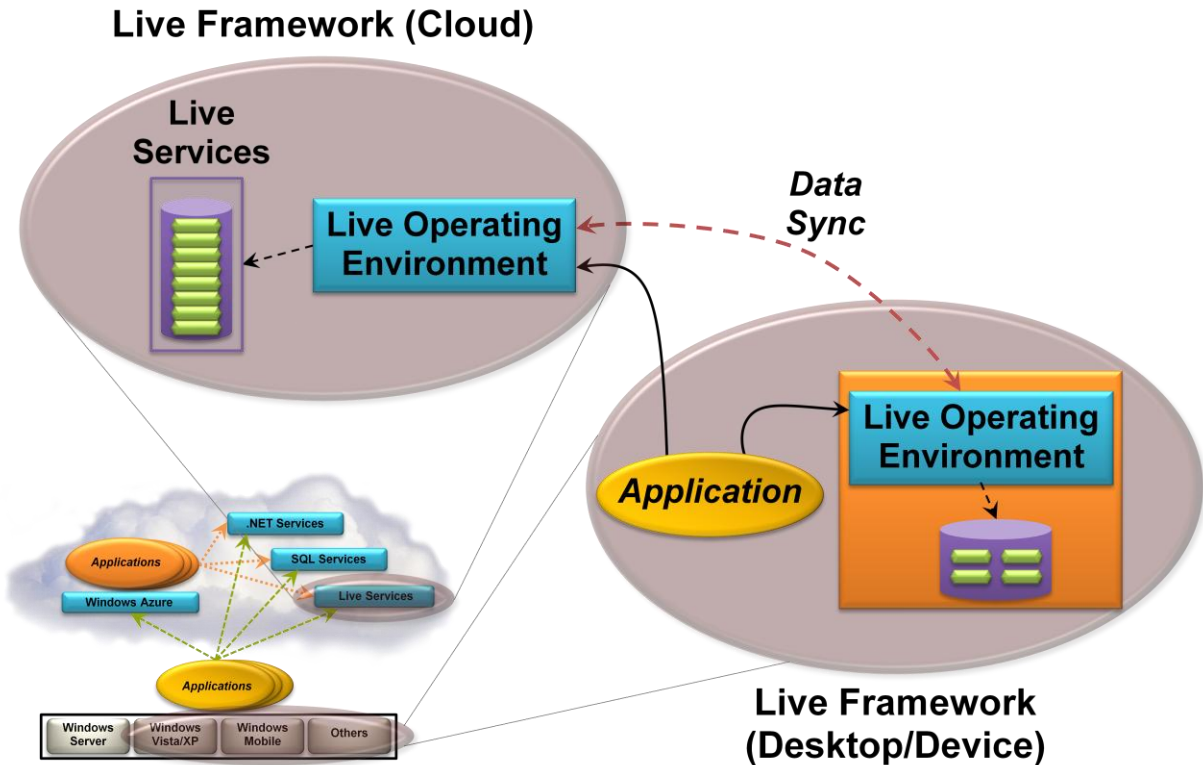 Live Framework (Cloud)
Live
Services
Live Operating
Environment
Data
Sync
Live Operating
Environment
Application
.NET Services
SQL Services
Applications
Live Services
Windows Azure
Applications
Windows
Server
Windows
Vista/XP
Windows
Mobile
Others
Live Framework
(Desktop/Device)